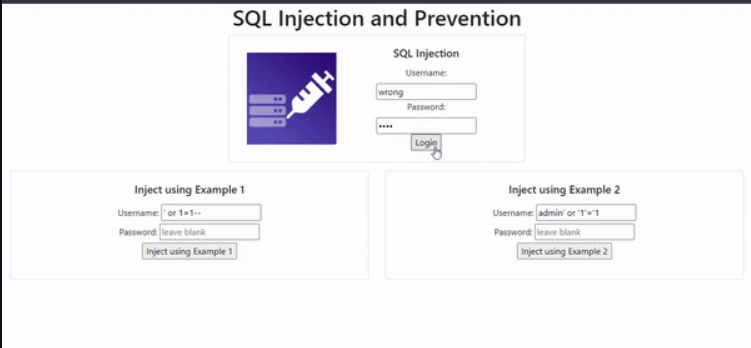 SQL Injection and Prevention
SQL Injection
Username:
wrong
Password:
••••
Login
Inject using Example 1
Username: ' or 1=1--
Password: leave blank
Inject using Example 1
Inject using Example 2
Username: admin' or '1'='1
Password: leave blank
Inject using Example 2